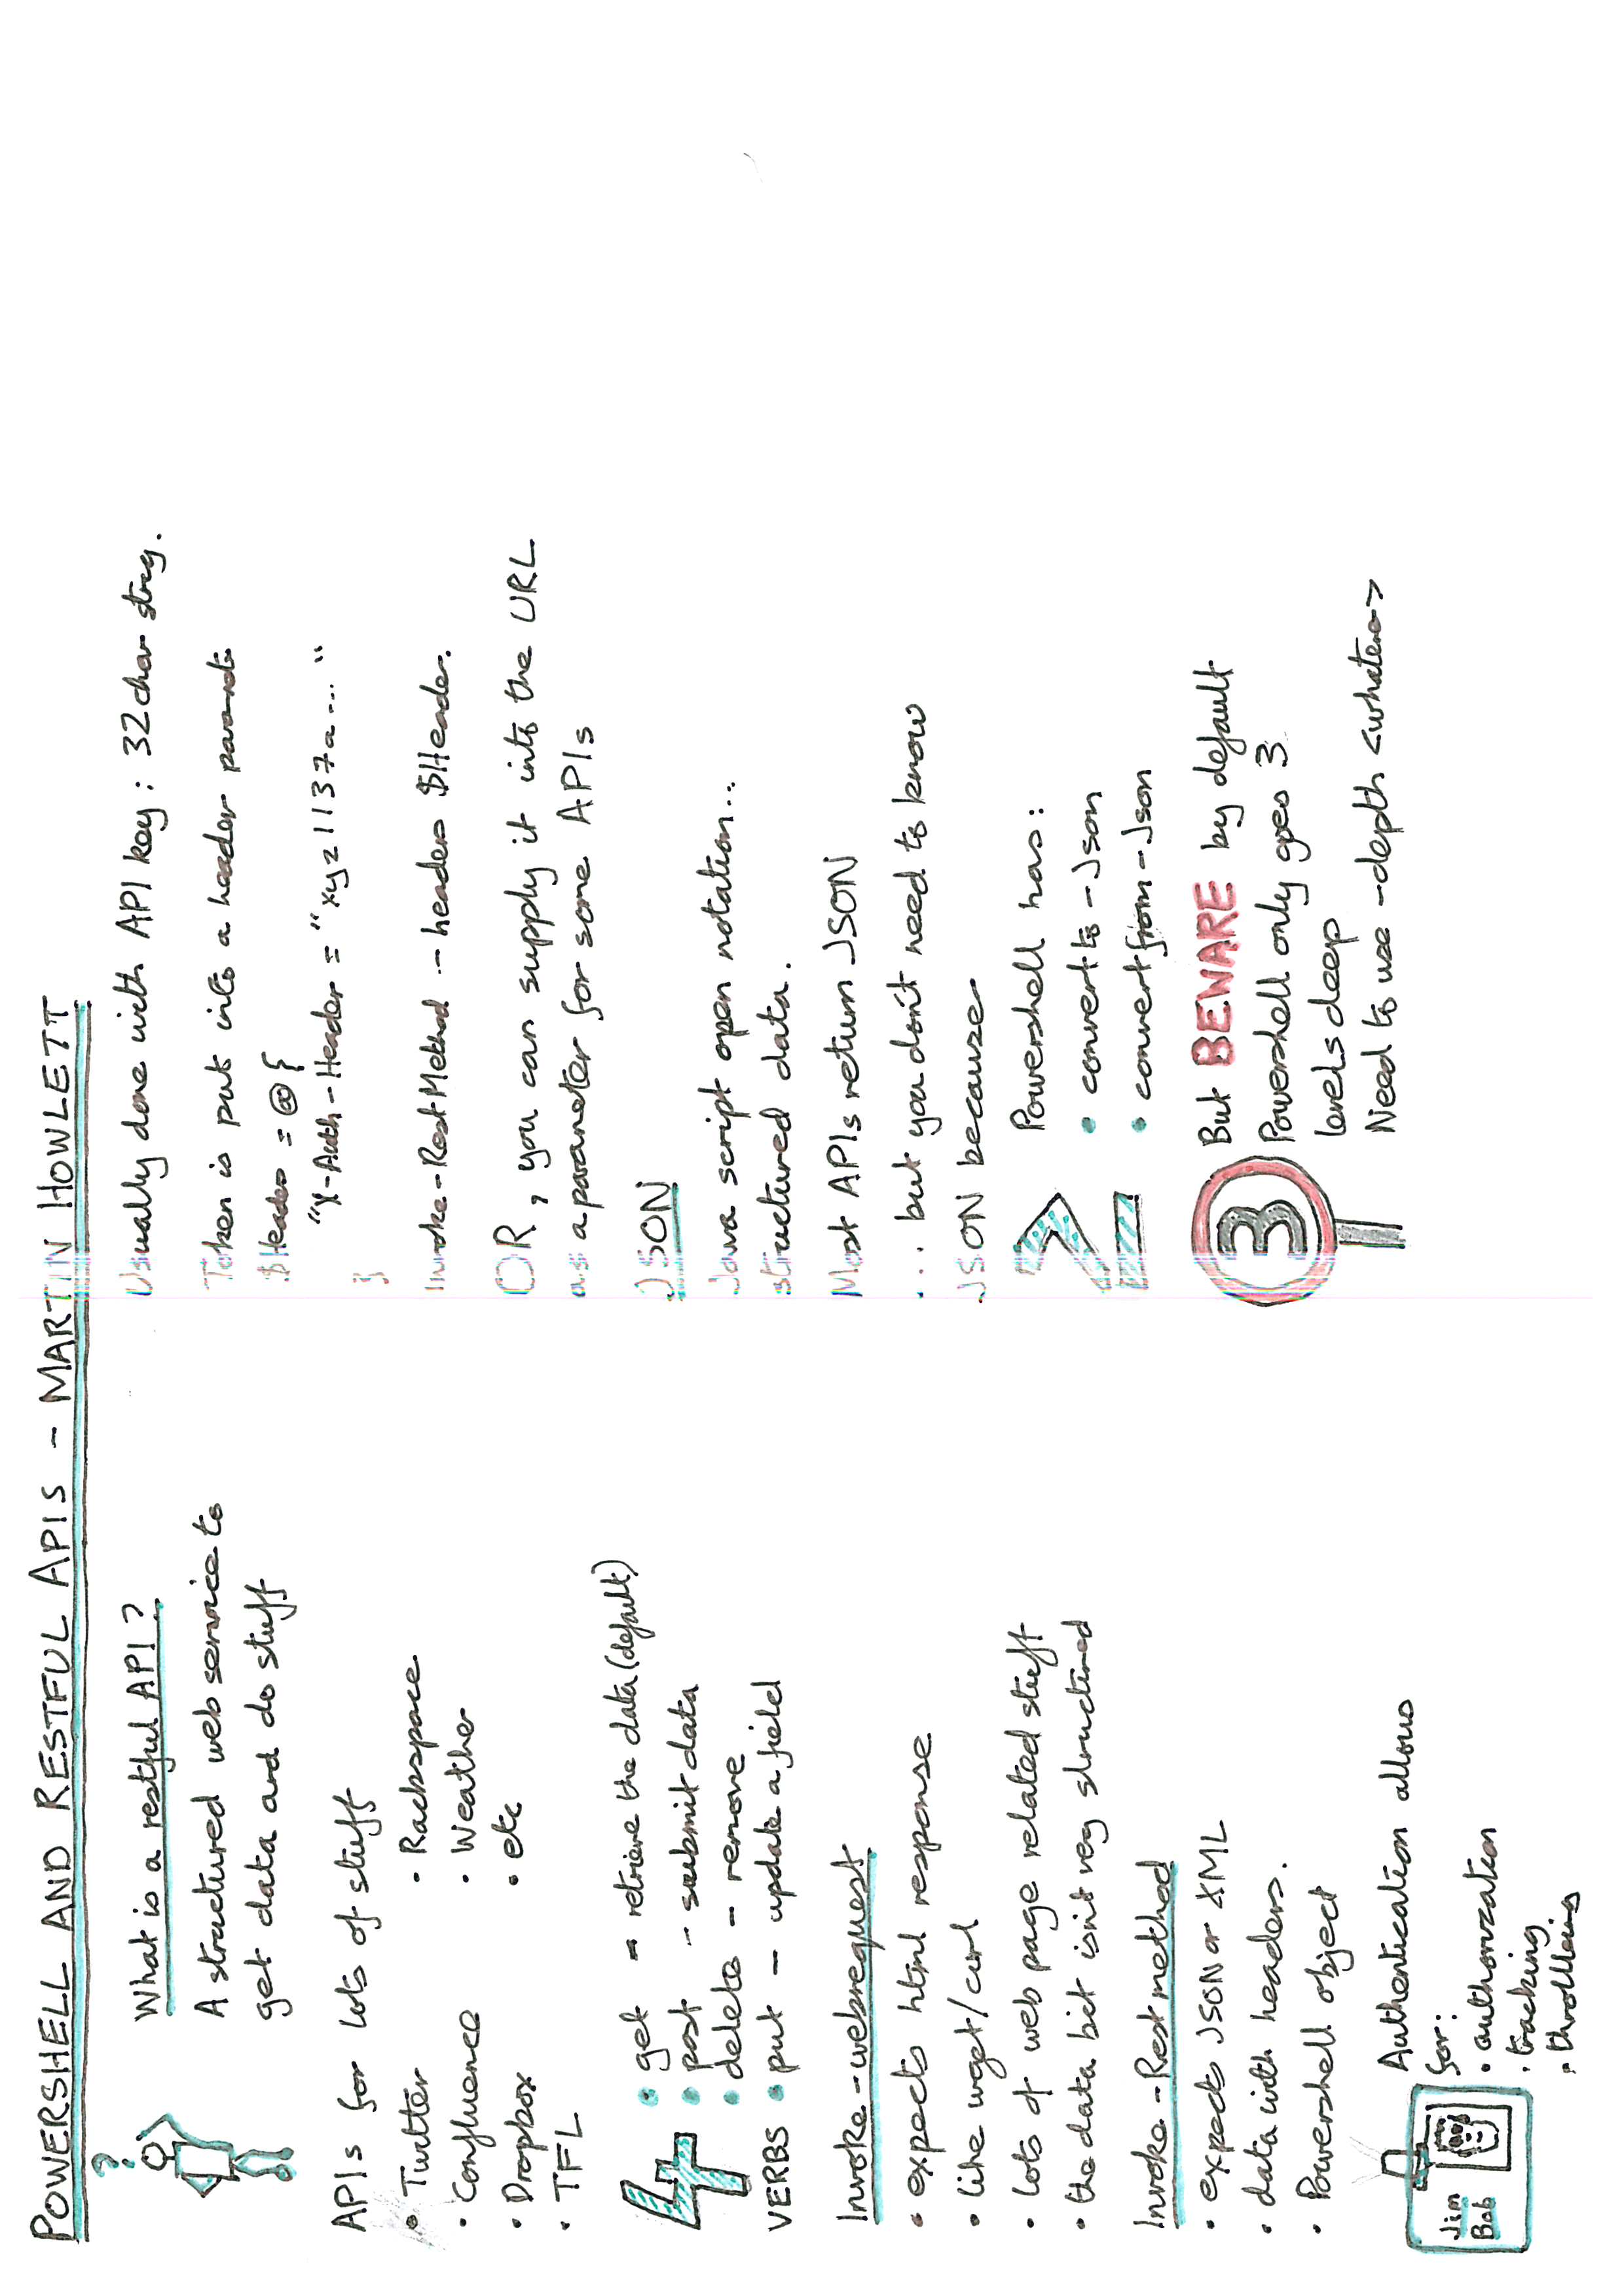 POWERSHELL AND RESTFUL APIS - MARTIN HOWLETT
?
What is a restful API?
A structured web service to
get data and do stuff
APIs for lots of stuff
• Twitter
• Confluence
• Dropbox
• TFL
• Rackspace
• Weather
• etc
4
VERBS
• get - retrieve the data (default)
• post - submit data
• delete - remove
• put - update a field
Invoke-webrequest
• expects html response
• like wget/curl
• lots of web page related stuff
• the data bit isn't very structured
Invoke-Restmethod
• expects JSON or XML
• data with headers.
• Powershell object
Jim
Bob
Authentication allows
for:
• authorization
• tracking
• throttling
Usually done with API key: 32 char string.
Token is put into a header
$Header = @{
"X-Auth-Header = "xyz1137a... "
}
Invoke-RestMethod -headers $Header.
OR, you can supply it into the URL
as a parameter for some APIs
JSON
Java script open notation..
structured data.
Most APIs return JSON
... but you don't need to know
JSON because
Powershell has:
• convertto-Json
• convertfrom-Json
3
But BEWARE by default
Powershell only goes 3
levels deep
Need to use -depth <whatever>